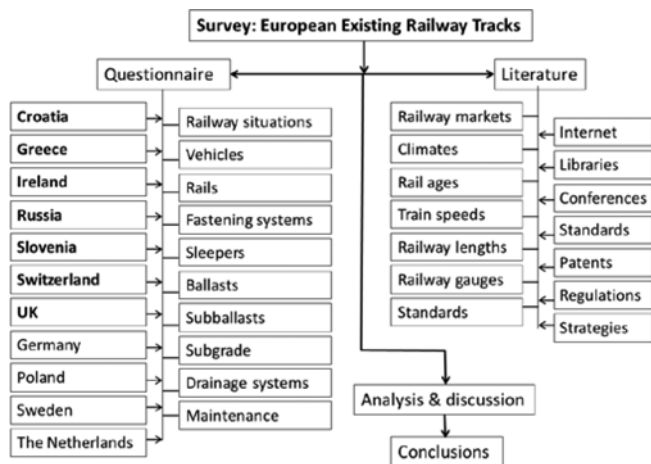 Survey: European Existing Railway Tracks
Questionnaire
Literature
Croatia
Greece
Ireland
Russia
Slovenia
Switzerland
UK
Germany
Poland
Sweden
The Netherlands
Railway situations
Vehicles
Rails
Fastening systems
Sleepers
Ballasts
Subballasts
Subgrade
Drainage systems
Maintenance
Railway markets
Climates
Rail ages
Train speeds
Railway lengths
Railway gauges
Standards
Internet
Libraries
Conferences
Standards
Patents
Regulations
Strategies
Analysis & discussion
Conclusions